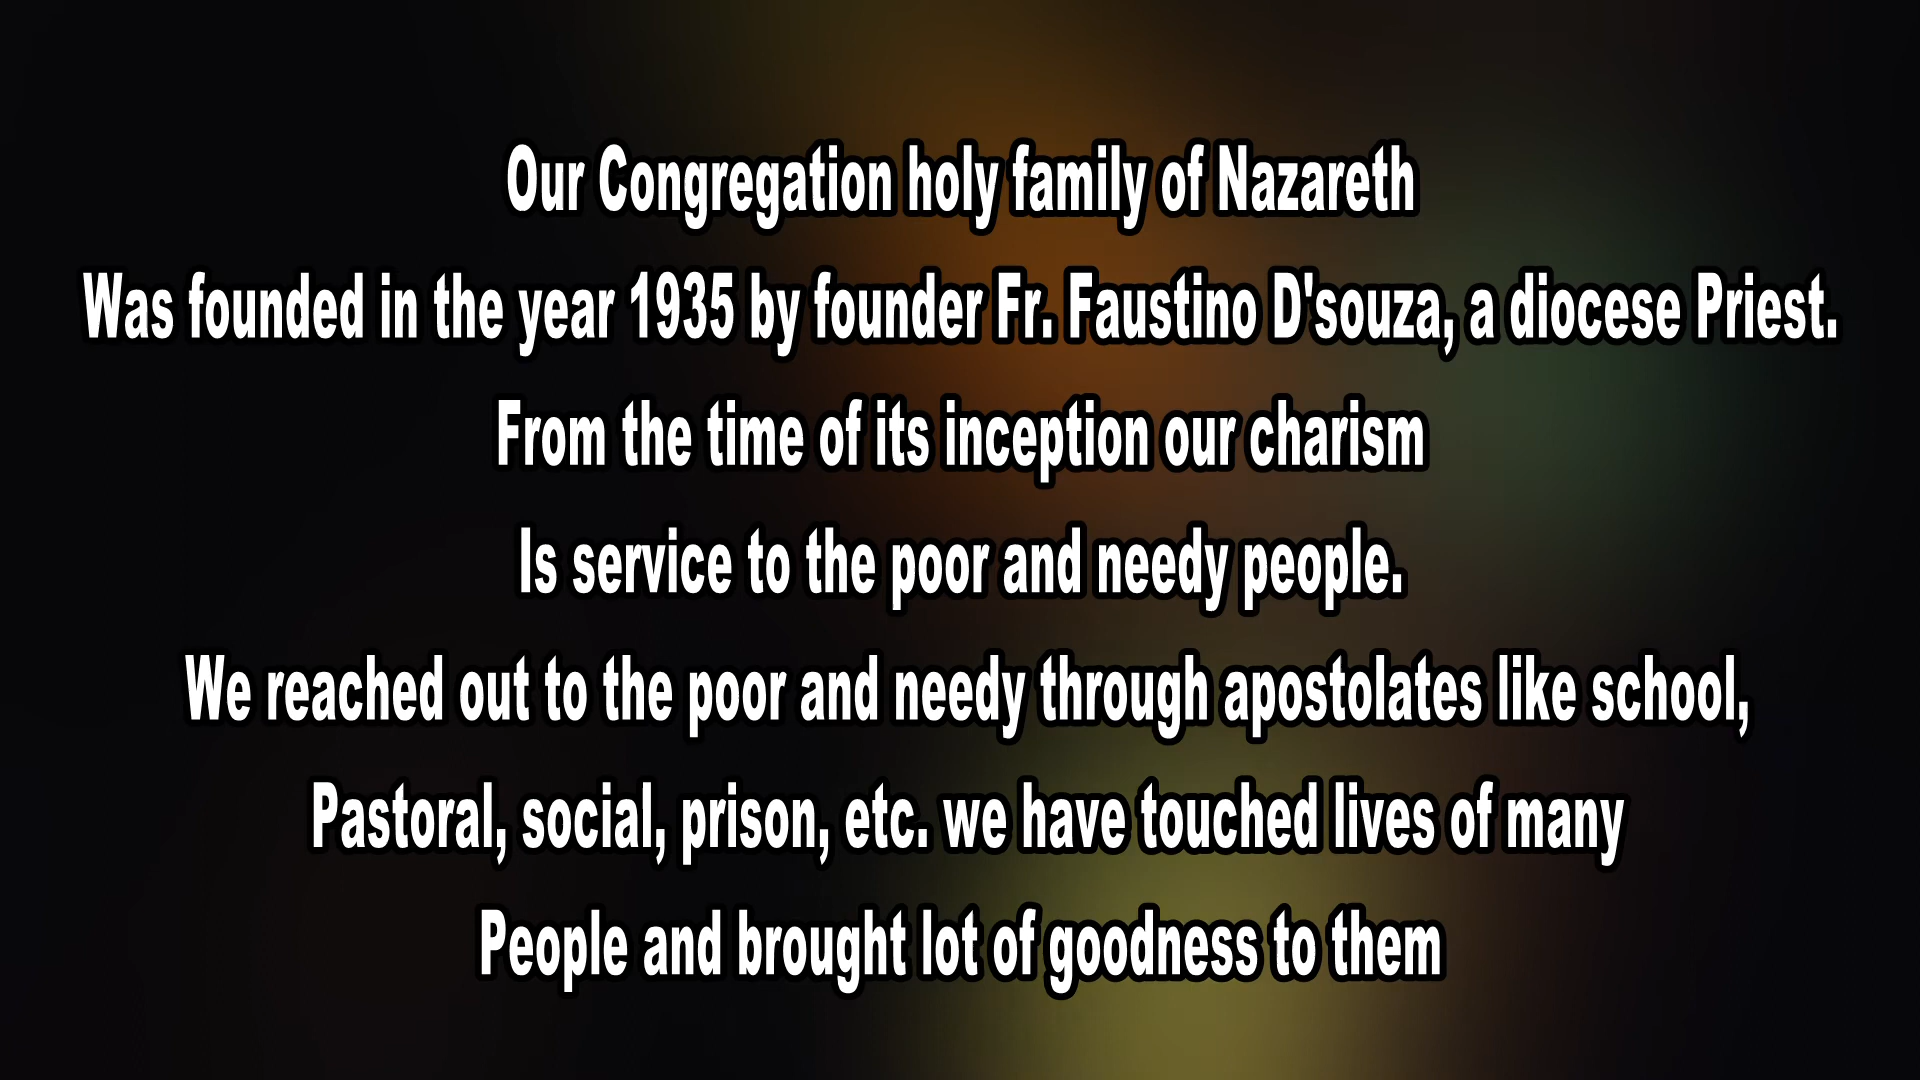 Our Congregation holy family of Nazareth
Was founded in the year 1935 by founder Fr. Faustino D'souza, a diocese Priest.
From the time of its inception our charism
Is service to the poor and needy people.
We reached out to the poor and needy through apostolates like school,
Pastoral, social, prison, etc. we have touched lives of many
People and brought lot of goodness to them